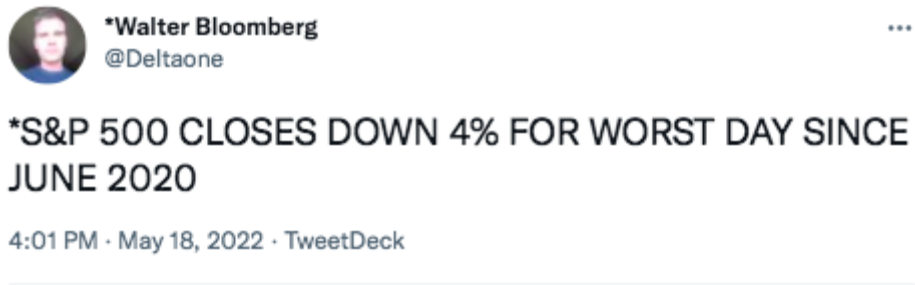 *Walter Bloomberg
@Deltaone
*S&P 500 CLOSES DOWN 4% FOR WORST DAY SINCE
JUNE 2020
4:01 PM · May 18, 2022 · TweetDeck